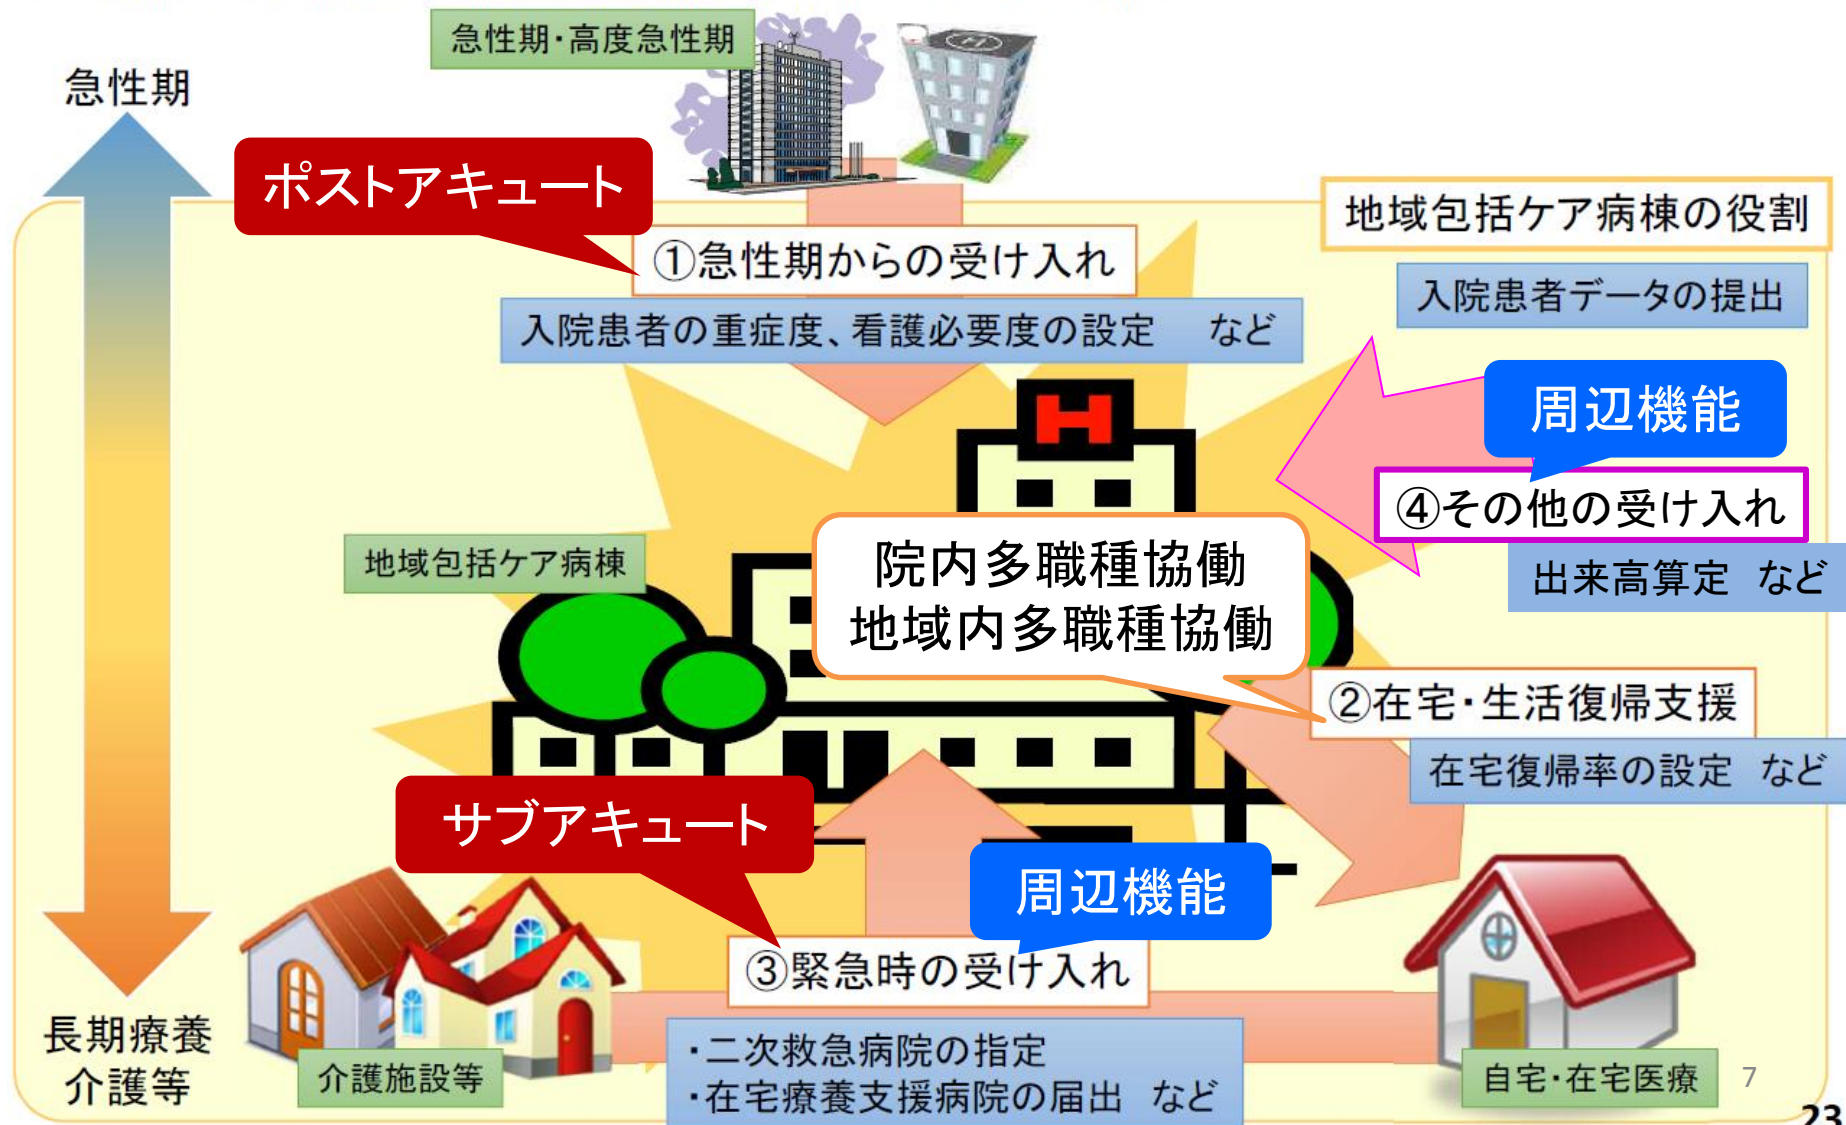 急性期・高度急性期
急性期
ポストアキュート
地域包括ケア病棟の役割
①急性期からの受け入れ
入院患者データの提出
入院患者の重症度、看護必要度の設定　など
周辺機能
H
④その他の受け入れ
出来高算定　など
地域包括ケア病棟
院内多職種協働
地域内多職種協働
②在宅・生活復帰支援
在宅復帰率の設定　など
サブアキュート
周辺機能
③緊急時の受け入れ
・二次救急病院の指定
・在宅療養支援病院の届出　など
長期療養
介護等
介護施設等
自宅・在宅医療
7
23